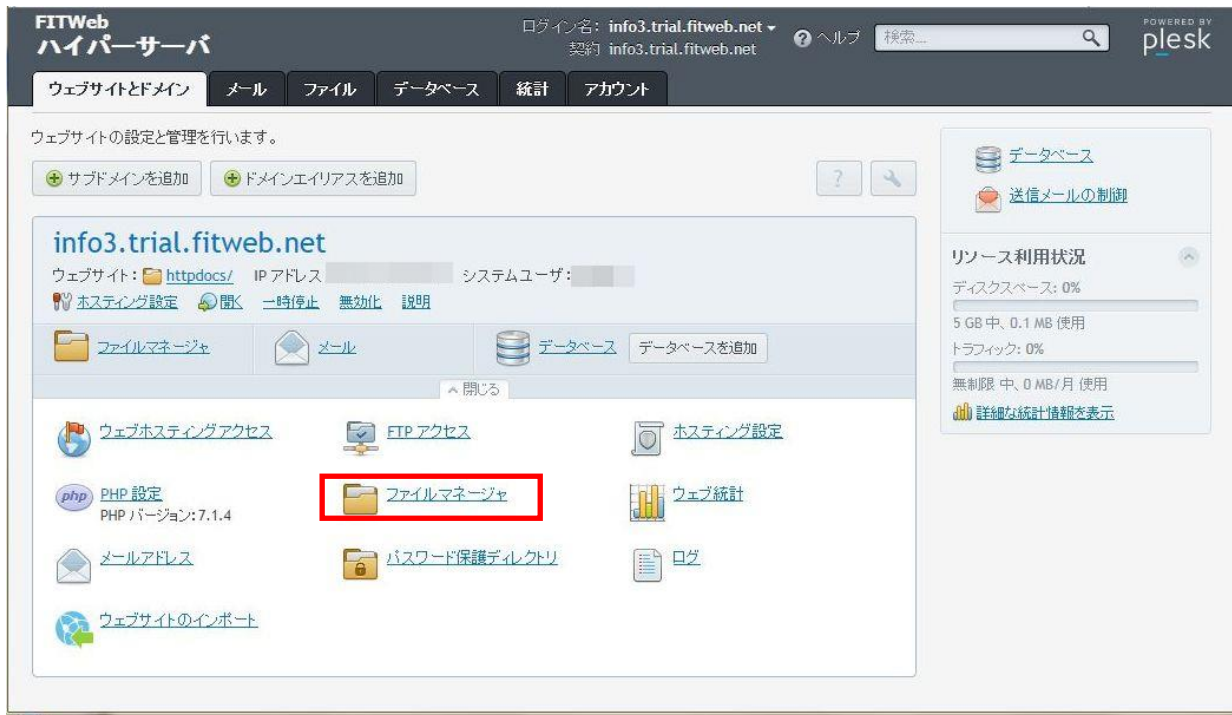 FITWeb
ハイパーサーバ
ログイン名: info3.trial.fitweb.net
契約 info3.trial.fitweb.net
ヘルプ
検索...
POWERED BY
plesk
ウェブサイトとドメイン メール ファイル データベース 統計 アカウント
ウェブサイトの設定と管理を行います。
サブドメインを追加 ドメインエイリアスを追加 ?
info3.trial.fitweb.net
ウェブサイト: httpdocs/ IP アドレス システムユーザ:
ホスティング設定 開く 一時停止 無効化 説明
ファイルマネージャ メール データベース データベースを追加
閉じる
ウェブホスティングアクセス FTP アクセス ホスティング設定
php PHP 設定 ファイルマネージャ ウェブ統計
PHP バージョン: 7.1.4
メールアドレス パスワード保護ディレクトリ ログ
ウェブサイトのインポート
データベース
送信メールの制御
リソース利用状況
ディスクスペース: 0%
5 GB 中、0.1 MB 使用
トラフィック: 0%
無制限 中、0 MB/月 使用
詳細な統計情報を表示